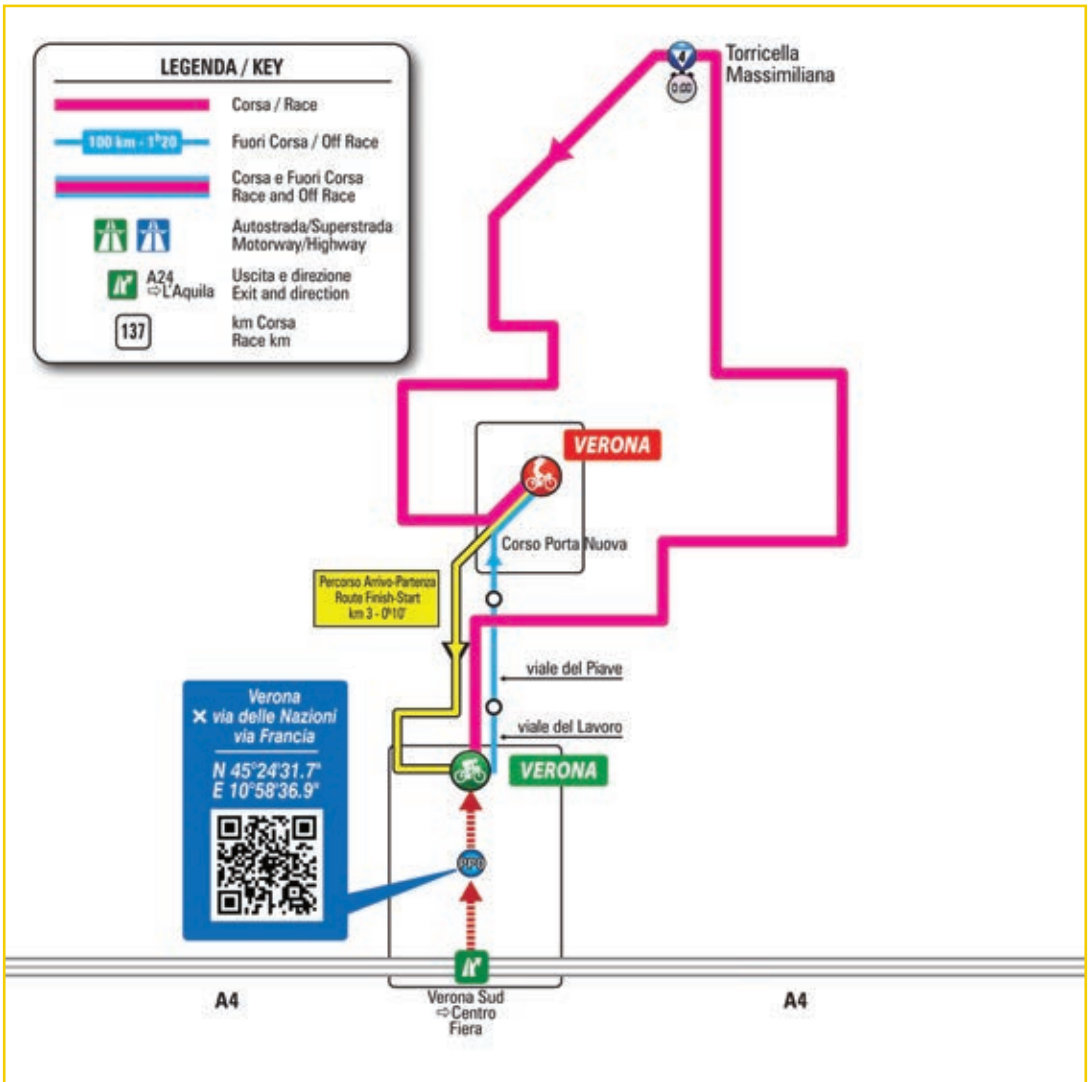 LEGENDA / KEY
Corsa / Race
100 km - 1h20
Fuori Corsa / Off Race
Corsa e Fuori Corsa
Race and Off Race
Autostrada/Superstrada
Motorway/Highway
A24
⇨L'Aquila
Uscita e direzione
Exit and direction
137
km Corsa
Race km
4
Torricella
Massimiliana
0:00
VERONA
Corso Porta Nuova
Percorso Arrivo-Partenza
Route Finish-Start
km 3 - 0h10'
viale del Piave
viale del Lavoro
Verona
× via delle Nazioni
via Francia
N 45°24'31.7"
E 10°58'36.9"
VERONA
PPO
A4
Verona Sud
⇨Centro
Fiera
A4